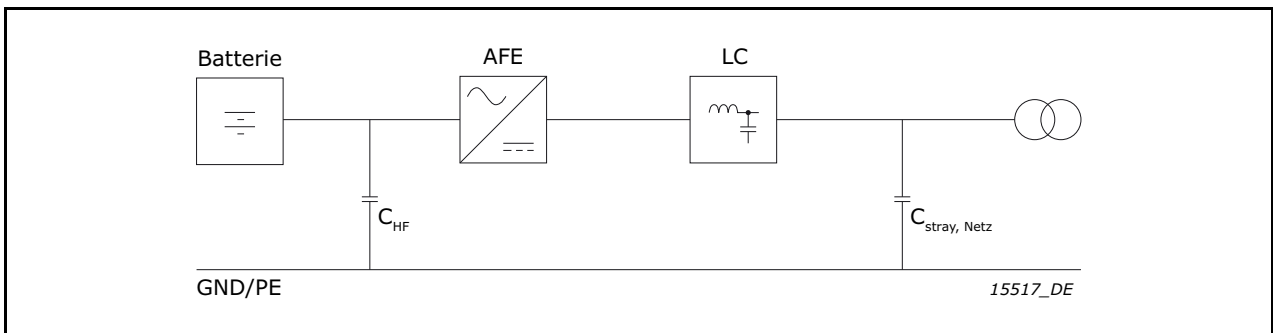 Batterie
AFE
LC
C_HF
C_stray, Netz
GND/PE
15517_DE